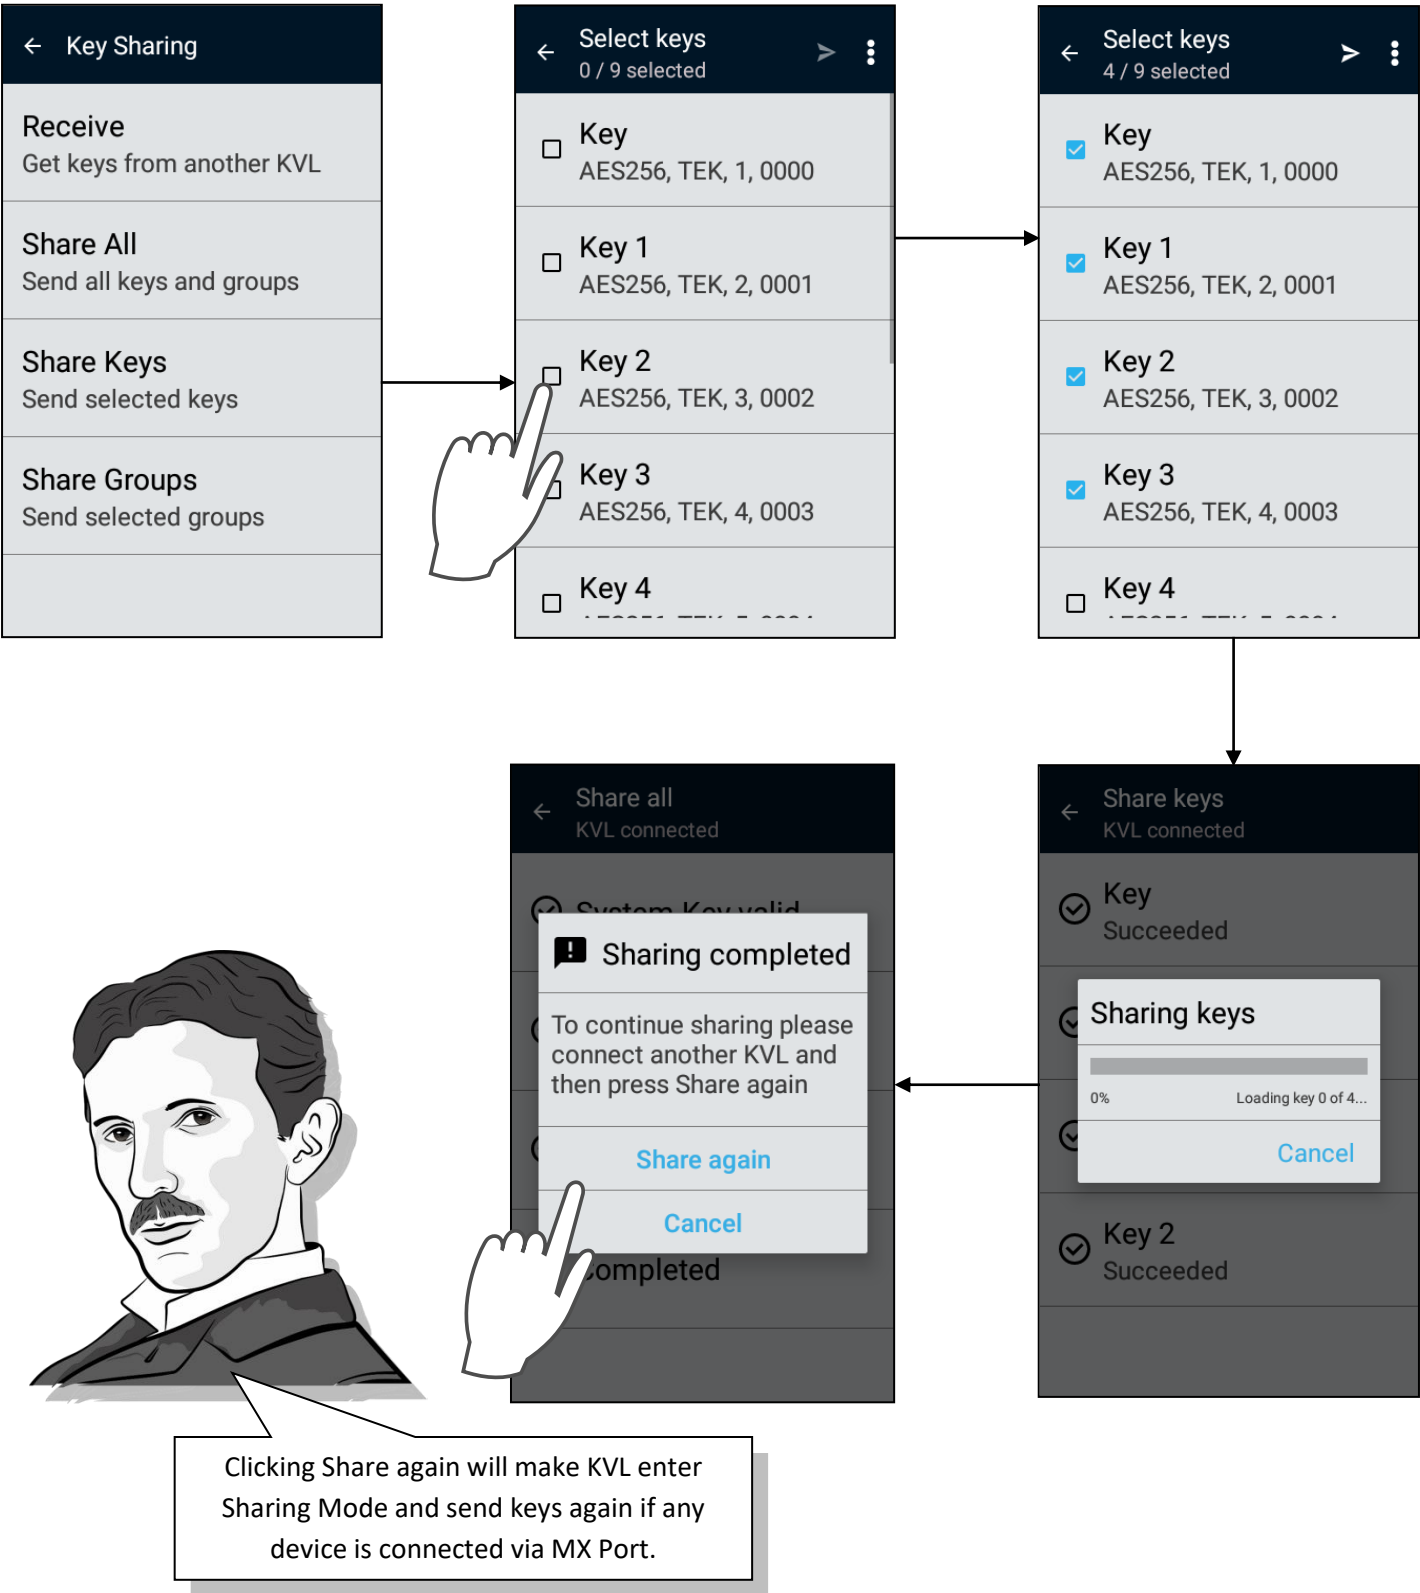 Key Sharing
Receive
Get keys from another KVL
Share All
Send all keys and groups
Share Keys
Send selected keys
Share Groups
Send selected groups
Select keys
0 / 9 selected
Key
AES256, TEK, 1, 0000
Key 1
AES256, TEK, 2, 0001
Key 2
AES256, TEK, 3, 0002
Key 3
AES256, TEK, 4, 0003
Key 4
Select keys
4 / 9 selected
Key
AES256, TEK, 1, 0000
Key 1
AES256, TEK, 2, 0001
Key 2
AES256, TEK, 3, 0002
Key 3
AES256, TEK, 4, 0003
Key 4
Share keys
KVL connected
Key
Succeeded
Sharing keys
0%
Loading key 0 of 4...
Cancel
Key 2
Succeeded
Share all
KVL connected
System Key valid
Sharing completed
To continue sharing please
connect another KVL and
then press Share again
Share again
Cancel
ompleted
Clicking Share again will make KVL enter
Sharing Mode and send keys again if any
device is connected via MX Port.